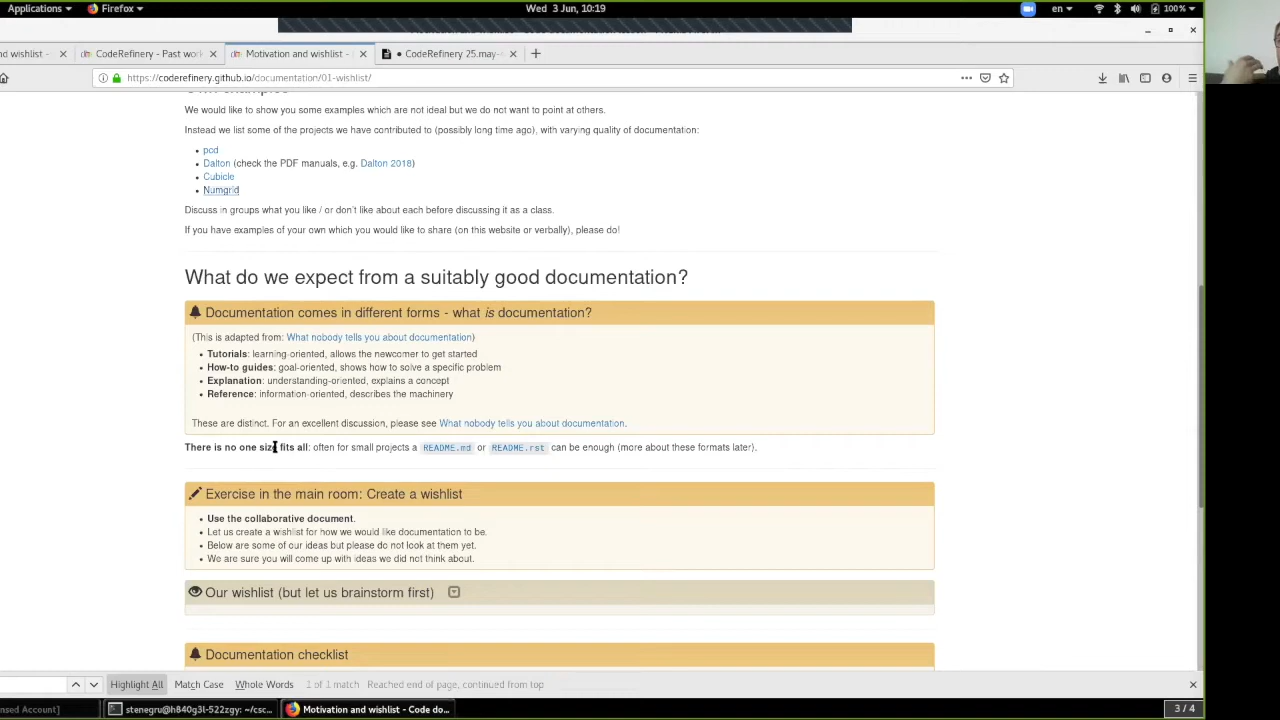 Applications
Firefox
Wed 3 Jun, 10:19
en
100%
nd wishlist -
CodeRefinery - Past work
Motivation and wishlist -
CodeRefinery 25.may-
https://coderefinery.github.io/documentation/01-wishlist/
We would like to show you some examples which are not ideal but we do not want to point at others.
Instead we list some of the projects we have contributed to (possibly long time ago), with varying quality of documentation:
pcd
Dalton (check the PDF manuals, e.g. Dalton 2018)
Cubicle
Numgrid
Discuss in groups what you like / or don't like about each before discussing it as a class.
If you have examples of your own which you would like to share (on this website or verbally), please do!
What do we expect from a suitably good documentation?
Documentation comes in different forms - what is documentation?
(This is adapted from: What nobody tells you about documentation)
Tutorials: learning-oriented, allows the newcomer to get started
How-to guides: goal-oriented, shows how to solve a specific problem
Explanation: understanding-oriented, explains a concept
Reference: information-oriented, describes the machinery
These are distinct. For an excellent discussion, please see What nobody tells you about documentation.
There is no one size fits all: often for small projects a README.md or README.rst can be enough (more about these formats later).
Exercise in the main room: Create a wishlist
Use the collaborative document.
Let us create a wishlist for how we would like documentation to be.
Below are some of our ideas but please do not look at them yet.
We are sure you will come up with ideas we did not think about.
Our wishlist (but let us brainstorm first)
Documentation checklist
Highlight All
Match Case
Whole Words
1 of 1 match
Reached end of page, continued from top
nsed Account]
stenegru@h840g3l-522zgy: ~/csc...
Motivation and wishlist - Code do...
3 / 4